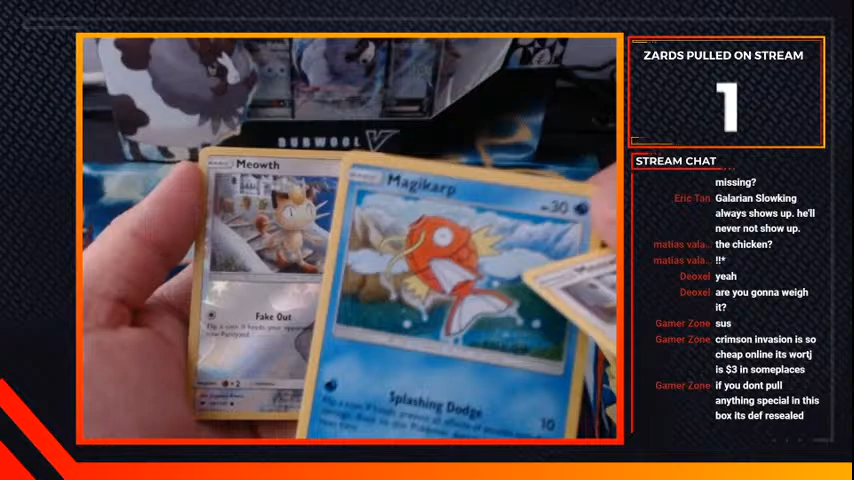 ZARDS PULLED ON STREAM
1
STREAM CHAT
missing?
Eric Tan Galarian Slowking
always shows up. he'll
never not show up.
matias vala... the chicken?
matias vala... !!*
Deoxel yeah
Deoxel are you gonna weigh
it?
Gamer Zone sus
Gamer Zone crimson invasion is so
cheap online its wortj
is $3 in someplaces
Gamer Zone if you dont pull
anything special in this
box its def resealed
DUBWOOL V
Meowth
Fake Out
Magikarp
30
Splashing Dodge
10